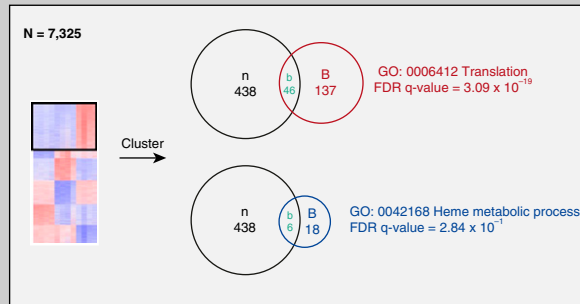 N = 7,325
n
438
b
46
B
137
GO: 0006412 Translation
FDR q-value = 3.09 x 10⁻¹⁹
Cluster
n
438
b
6
B
18
GO: 0042168 Heme metabolic process
FDR q-value = 2.84 x 10⁻¹